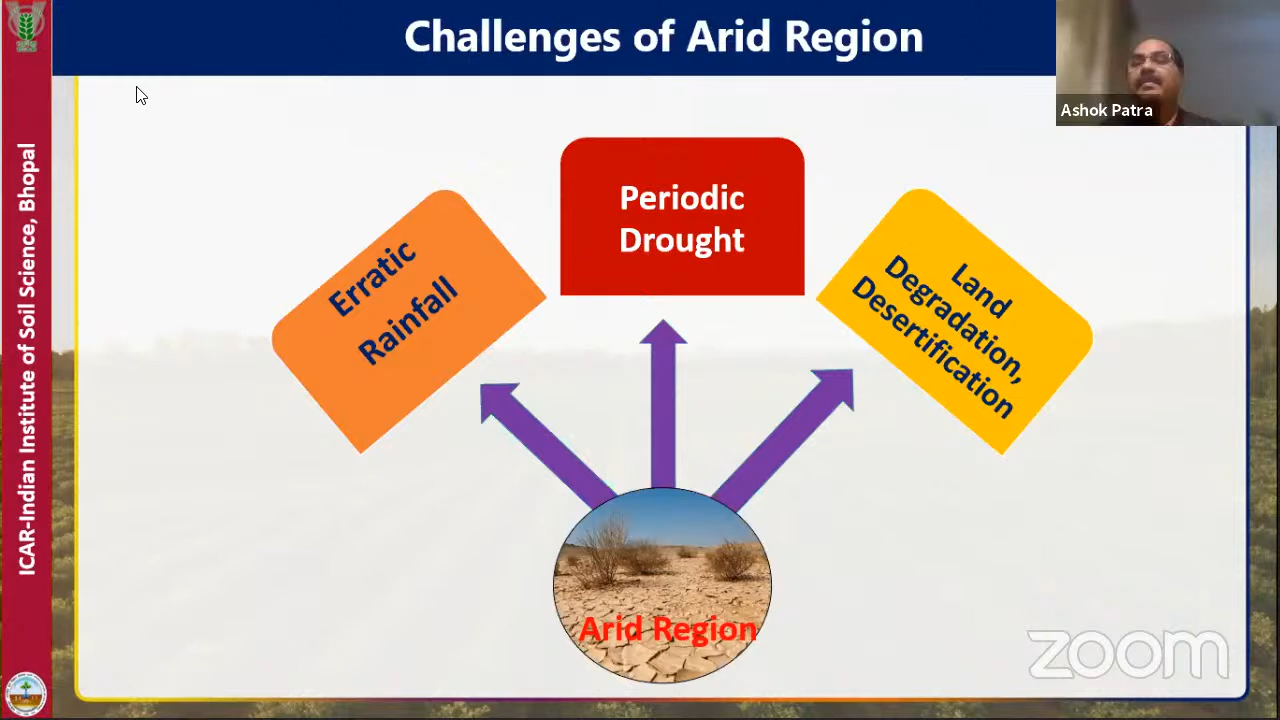 Challenges of Arid Region
Ashok Patra
ICAR-Indian Institute of Soil Science, Bhopal
Erratic
Rainfall
Periodic
Drought
Land
Degradation,
Desertification
Arid Region
zoom